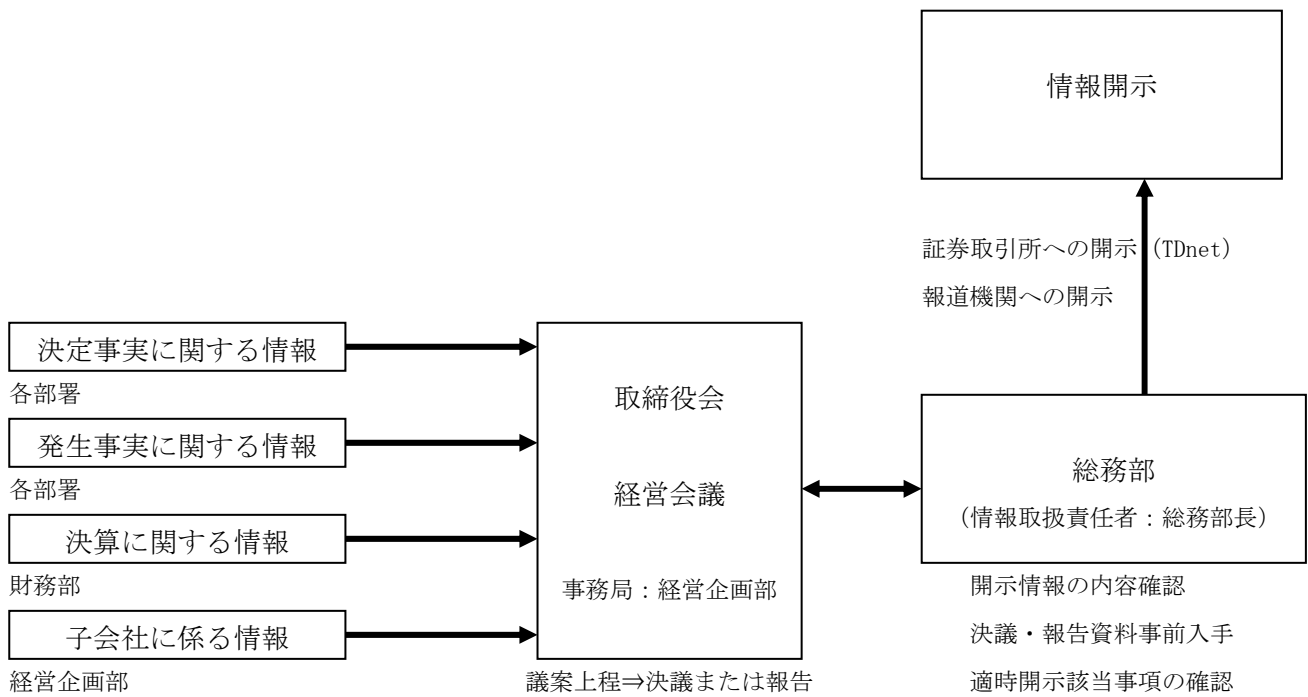 情報開示
証券取引所への開示（TDnet）
報道機関への開示
決定事実に関する情報
各部署
発生事実に関する情報
各部署
決算に関する情報
財務部
子会社に係る情報
経営企画部
取締役会
経営会議
事務局：経営企画部
議案上程⇒決議または報告
総務部
（情報取扱責任者：総務部長）
開示情報の内容確認
決議・報告資料事前入手
適時開示該当事項の確認